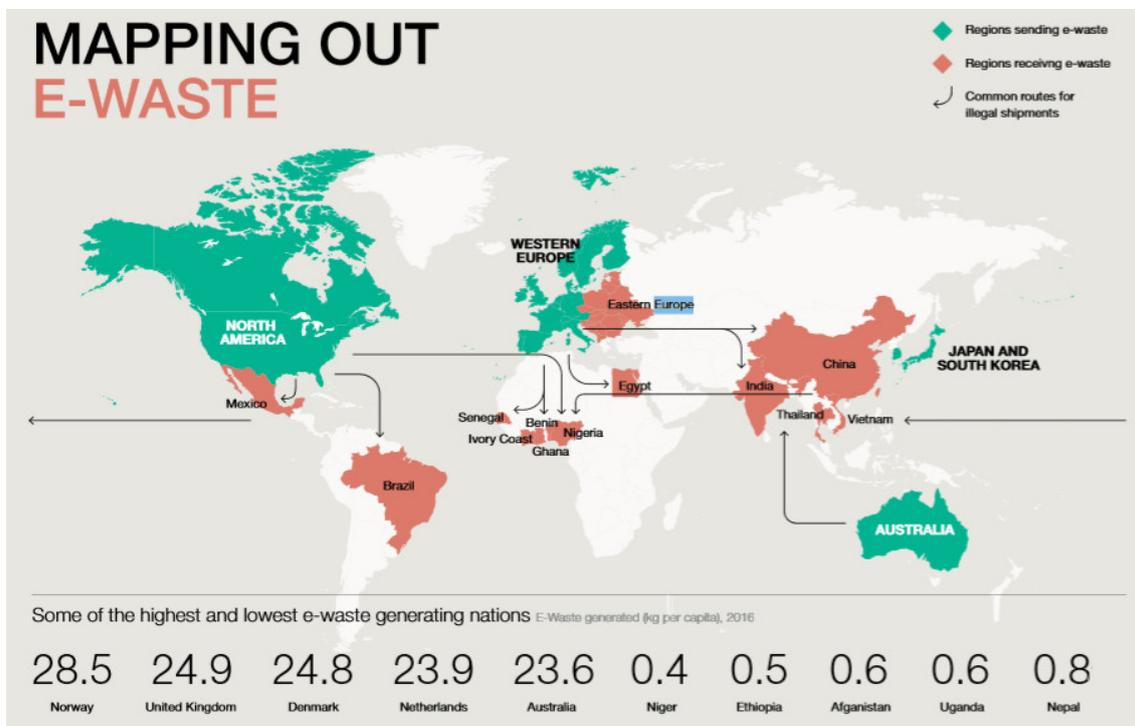 MAPPING OUT
E-WASTE
Regions sending e-waste
Regions receivng e-waste
Common routes for
illegal shipments
WESTERN
EUROPE
Eastern Europe
NORTH
AMERICA
JAPAN AND
SOUTH KOREA
China
Egypt
India
Mexico
Senegal
Benin
Thailand
Vietnam
Ivory Coast
Nigeria
Ghana
Brazil
AUSTRALIA
Some of the highest and lowest e-waste generating nations E-Waste generated (kg per capita), 2016
28.5 24.9 24.8 23.9 23.6 0.4 0.5 0.6 0.6 0.8
Norway United Kingdom Denmark Netherlands Australia Niger Ethiopia Afganistan Uganda Nepal